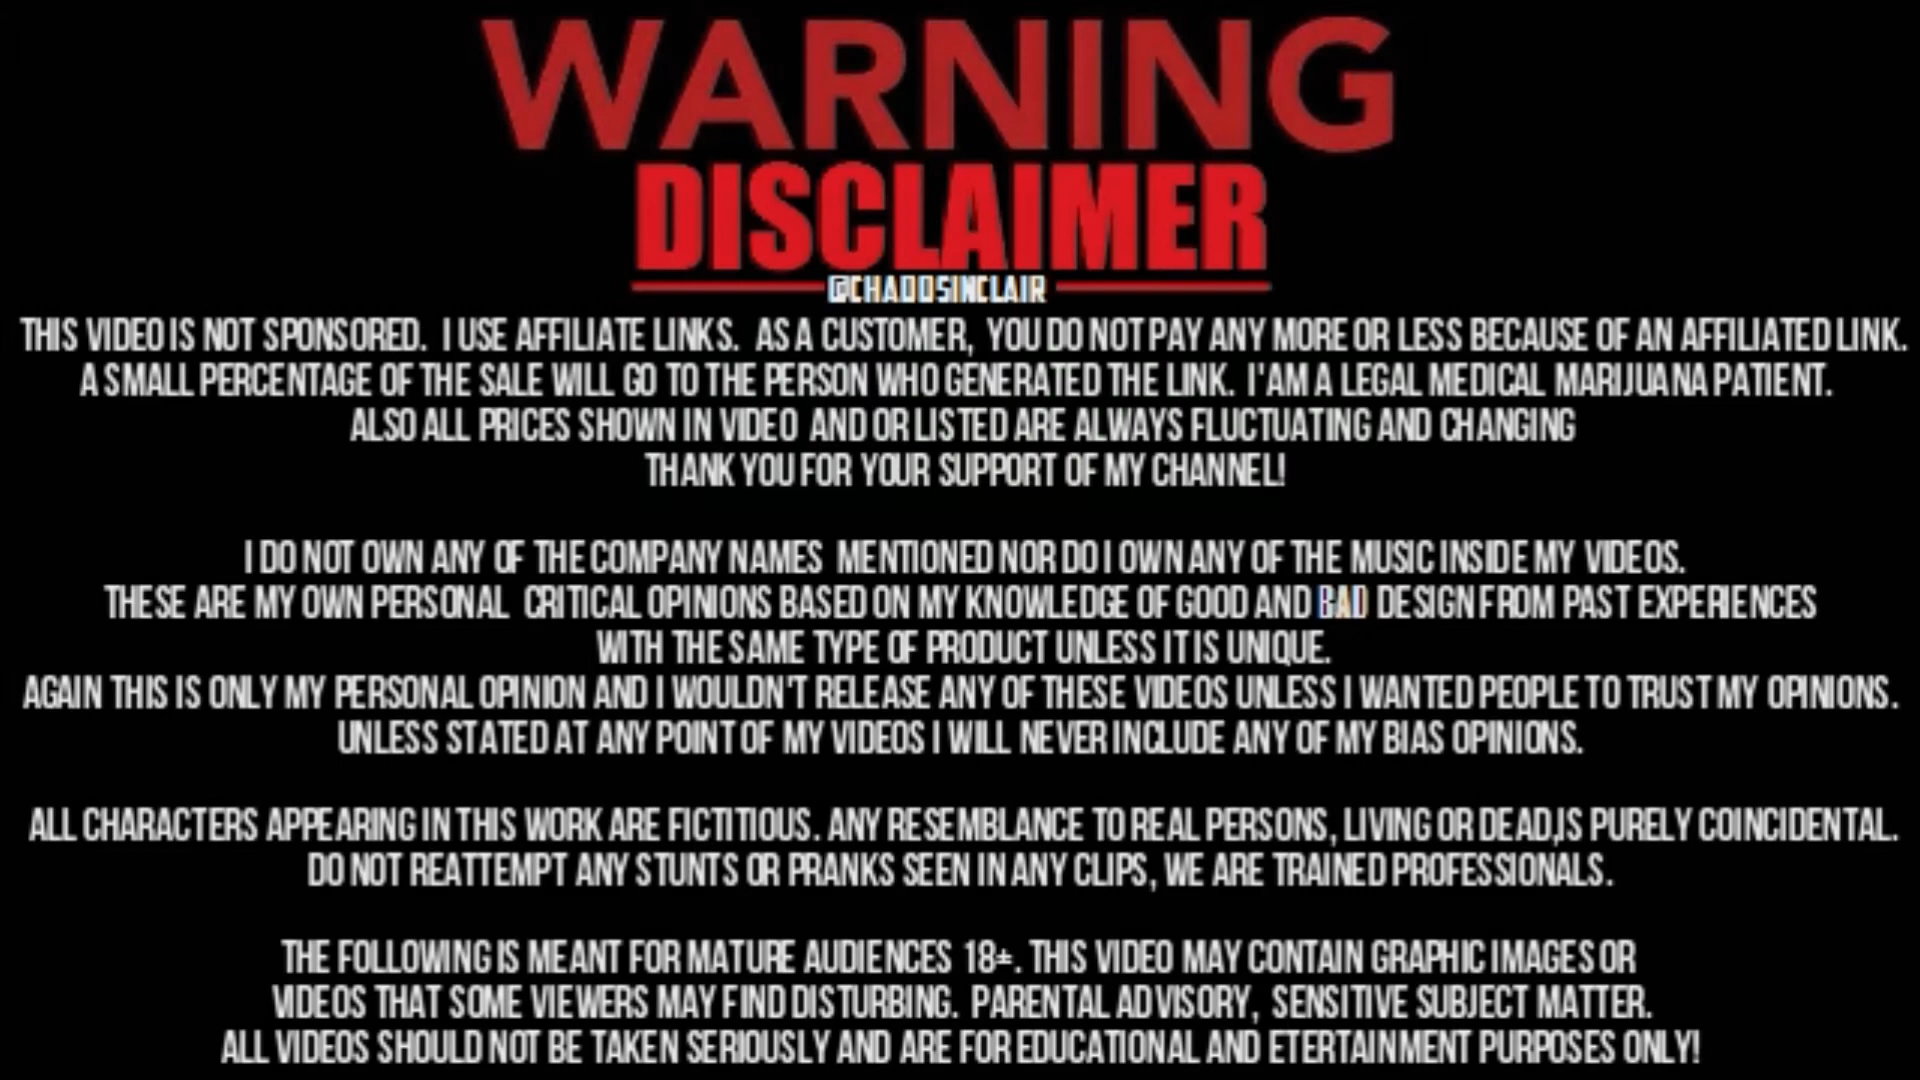 WARNING
DISCLAIMER
@CHADDSINCLAIR
THIS VIDEO IS NOT SPONSORED. I USE AFFILIATE LINKS. AS A CUSTOMER, YOU DO NOT PAY ANY MORE OR LESS BECAUSE OF AN AFFILIATED LINK.
A SMALL PERCENTAGE OF THE SALE WILL GO TO THE PERSON WHO GENERATED THE LINK. I'AM A LEGAL MEDICAL MARIJUANA PATIENT.
ALSO ALL PRICES SHOWN IN VIDEO AND OR LISTED ARE ALWAYS FLUCTUATING AND CHANGING
THANK YOU FOR YOUR SUPPORT OF MY CHANNEL!
I DO NOT OWN ANY OF THE COMPANY NAMES MENTIONED NOR DO I OWN ANY OF THE MUSIC INSIDE MY VIDEOS.
THESE ARE MY OWN PERSONAL CRITICAL OPINIONS BASED ON MY KNOWLEDGE OF GOOD AND BAD DESIGN FROM PAST EXPERIENCES
WITH THE SAME TYPE OF PRODUCT UNLESS IT IS UNIQUE.
AGAIN THIS IS ONLY MY PERSONAL OPINION AND I WOULDN'T RELEASE ANY OF THESE VIDEOS UNLESS I WANTED PEOPLE TO TRUST MY OPINIONS.
UNLESS STATED AT ANY POINT OF MY VIDEOS I WILL NEVER INCLUDE ANY OF MY BIAS OPINIONS.
ALL CHARACTERS APPEARING IN THIS WORK ARE FICTITIOUS. ANY RESEMBLANCE TO REAL PERSONS, LIVING OR DEAD,IS PURELY COINCIDENTAL.
DO NOT REATTEMPT ANY STUNTS OR PRANKS SEEN IN ANY CLIPS, WE ARE TRAINED PROFESSIONALS.
THE FOLLOWING IS MEANT FOR MATURE AUDIENCES 18+. THIS VIDEO MAY CONTAIN GRAPHIC IMAGES OR
VIDEOS THAT SOME VIEWERS MAY FIND DISTURBING. PARENTAL ADVISORY, SENSITIVE SUBJECT MATTER.
ALL VIDEOS SHOULD NOT BE TAKEN SERIOUSLY AND ARE FOR EDUCATIONAL AND ETERTAINMENT PURPOSES ONLY!